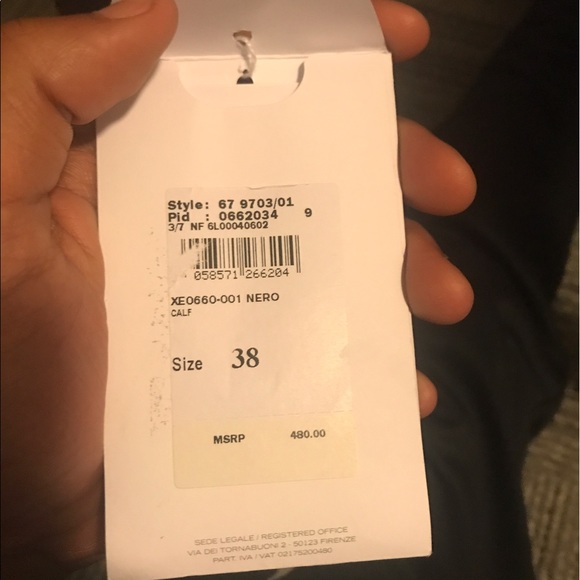 Style: 67 9703/01
Pid : 0662034 9
3/7 NF 6L00040602
058571 266204
XE0660-001 NERO
CALF
Size 38
MSRP 480.00
SEDE LEGALE / REGISTERED OFFICE
VIA DEI TORNABUONI 2 - 50123 FIRENZE
PART. IVA / VAT 02175200480